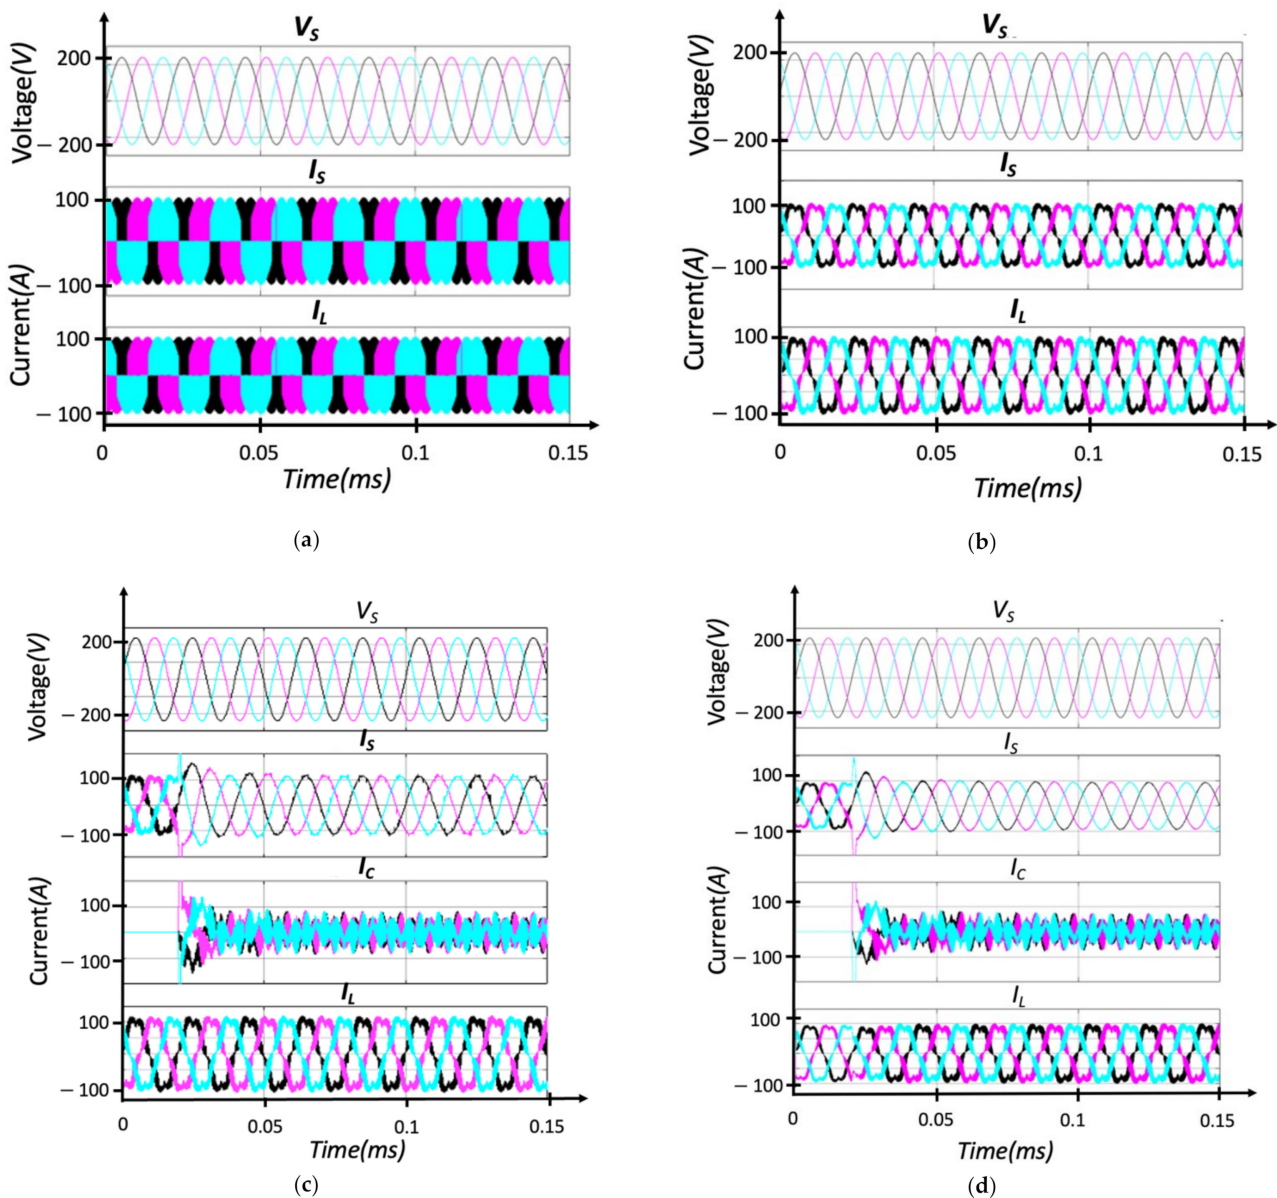 V_S
Voltage(V)
200
– 200
I_S
100
– 100
Current(A)
I_L
100
– 100
0
0.05
0.1
0.15
Time(ms)
(a)
V_S
Voltage(V)
200
– 200
I_S
100
– 100
Current(A)
I_L
100
– 100
0
0.05
0.1
0.15
Time(ms)
(b)
V_S
Voltage(V)
200
– 200
I_S
100
– 100
I_C
Current(A)
100
– 100
I_L
100
– 100
0
0.05
0.1
0.15
Time(ms)
(c)
V_S
Voltage(V)
200
– 200
I_S
100
– 100
I_C
Current(A)
100
– 100
I_L
100
– 100
0
0.05
0.1
0.15
Time(ms)
(d)